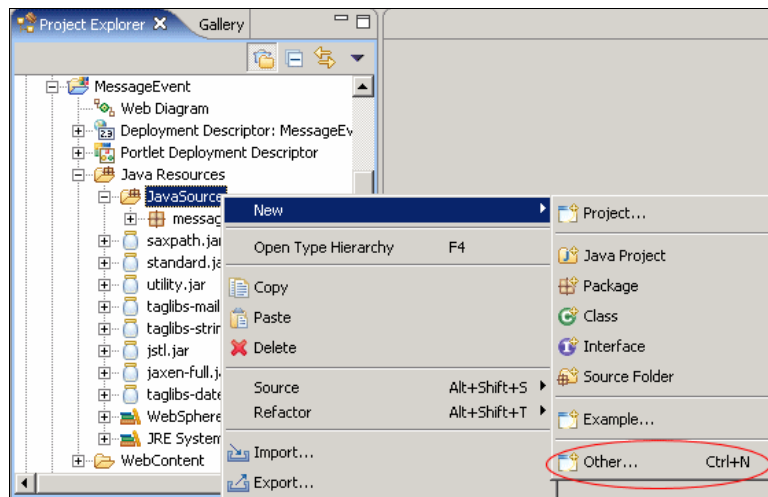 Project Explorer
Gallery
MessageEvent
Web Diagram
2.3 Deployment Descriptor: MessageEv
Portlet Deployment Descriptor
Java Resources
JavaSource
messag
saxpath.jar
standard.ja
utility.jar
taglibs-mail
taglibs-strin
jstl.jar
jaxen-full.j
taglibs-date
WebSphere
JRE System
WebContent
New
Open Type Hierarchy F4
Copy
Paste
Delete
Source Alt+Shift+S
Refactor Alt+Shift+T
Import...
Export...
Project...
Java Project
Package
Class
Interface
Source Folder
Example...
Other... Ctrl+N